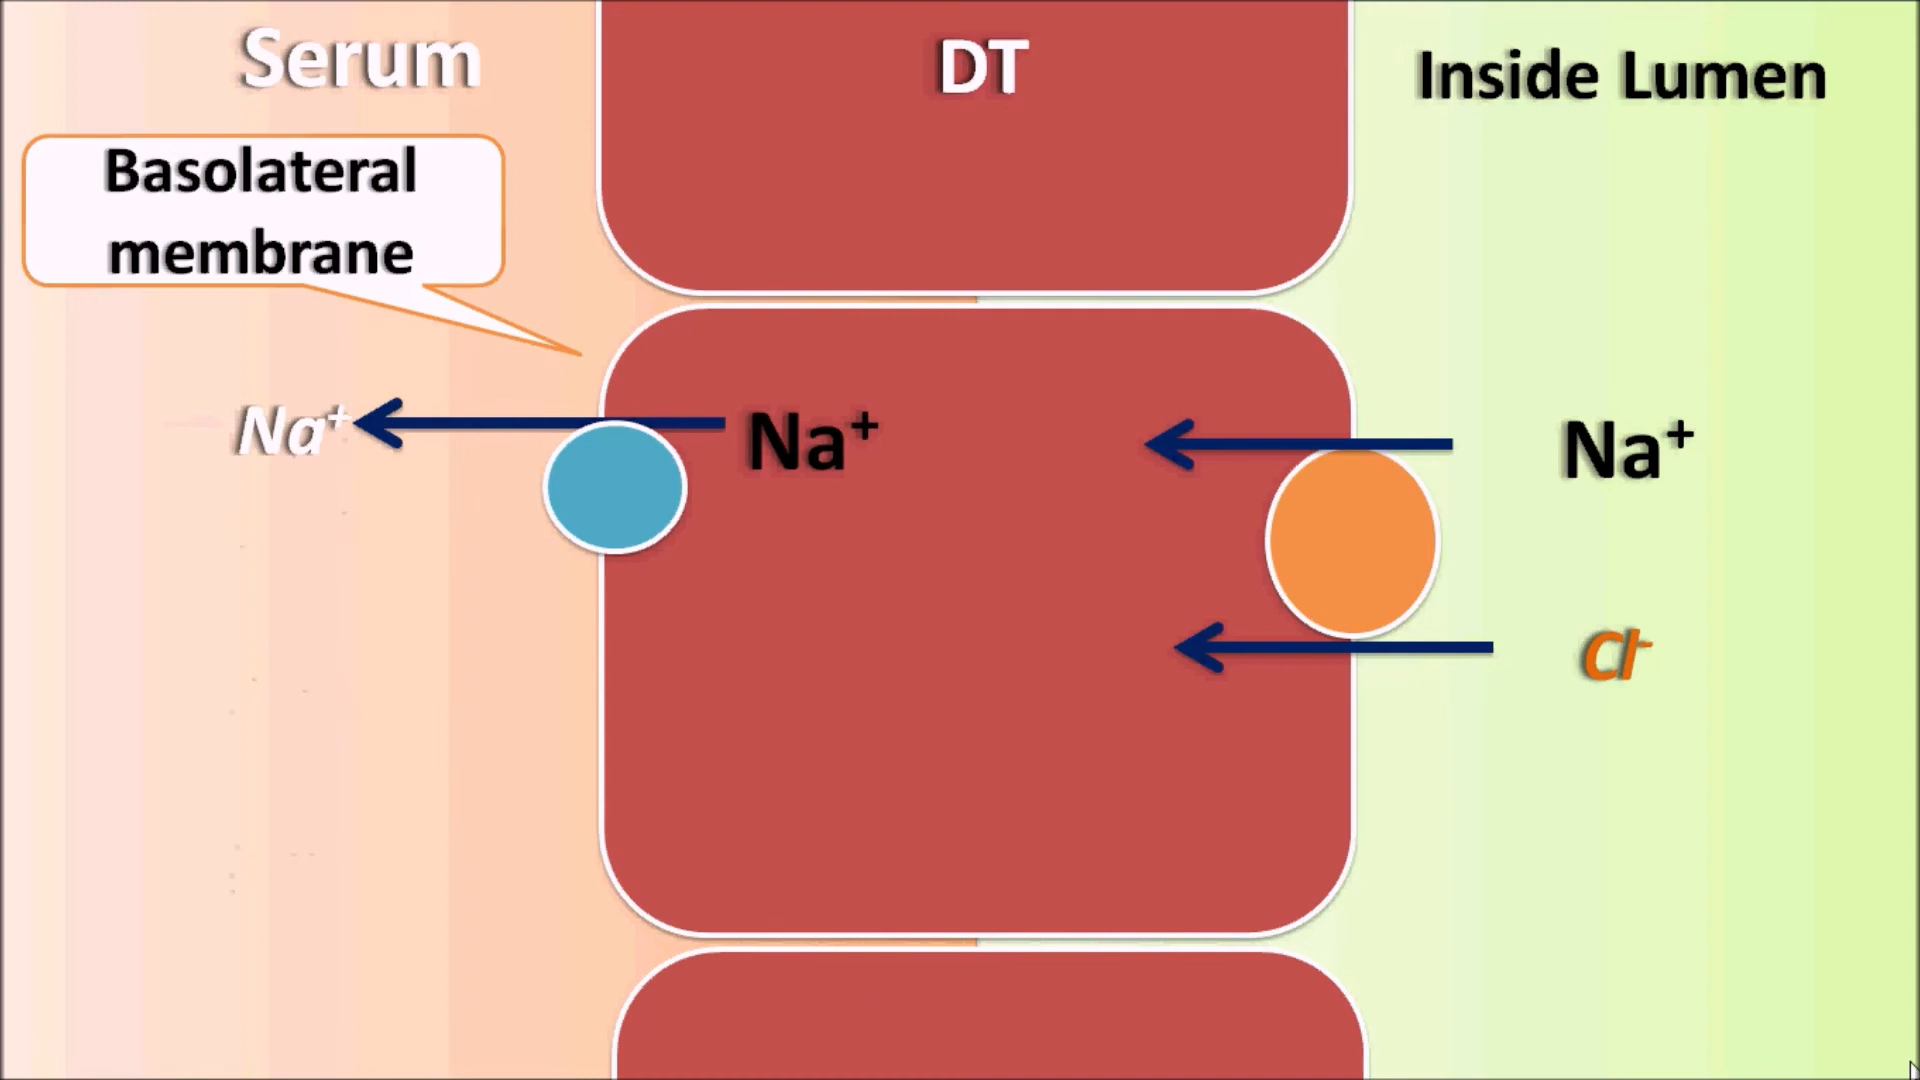 Serum
DT
Inside Lumen
Basolateral
membrane
Na⁺
Na⁺
Na⁺
Cl⁻